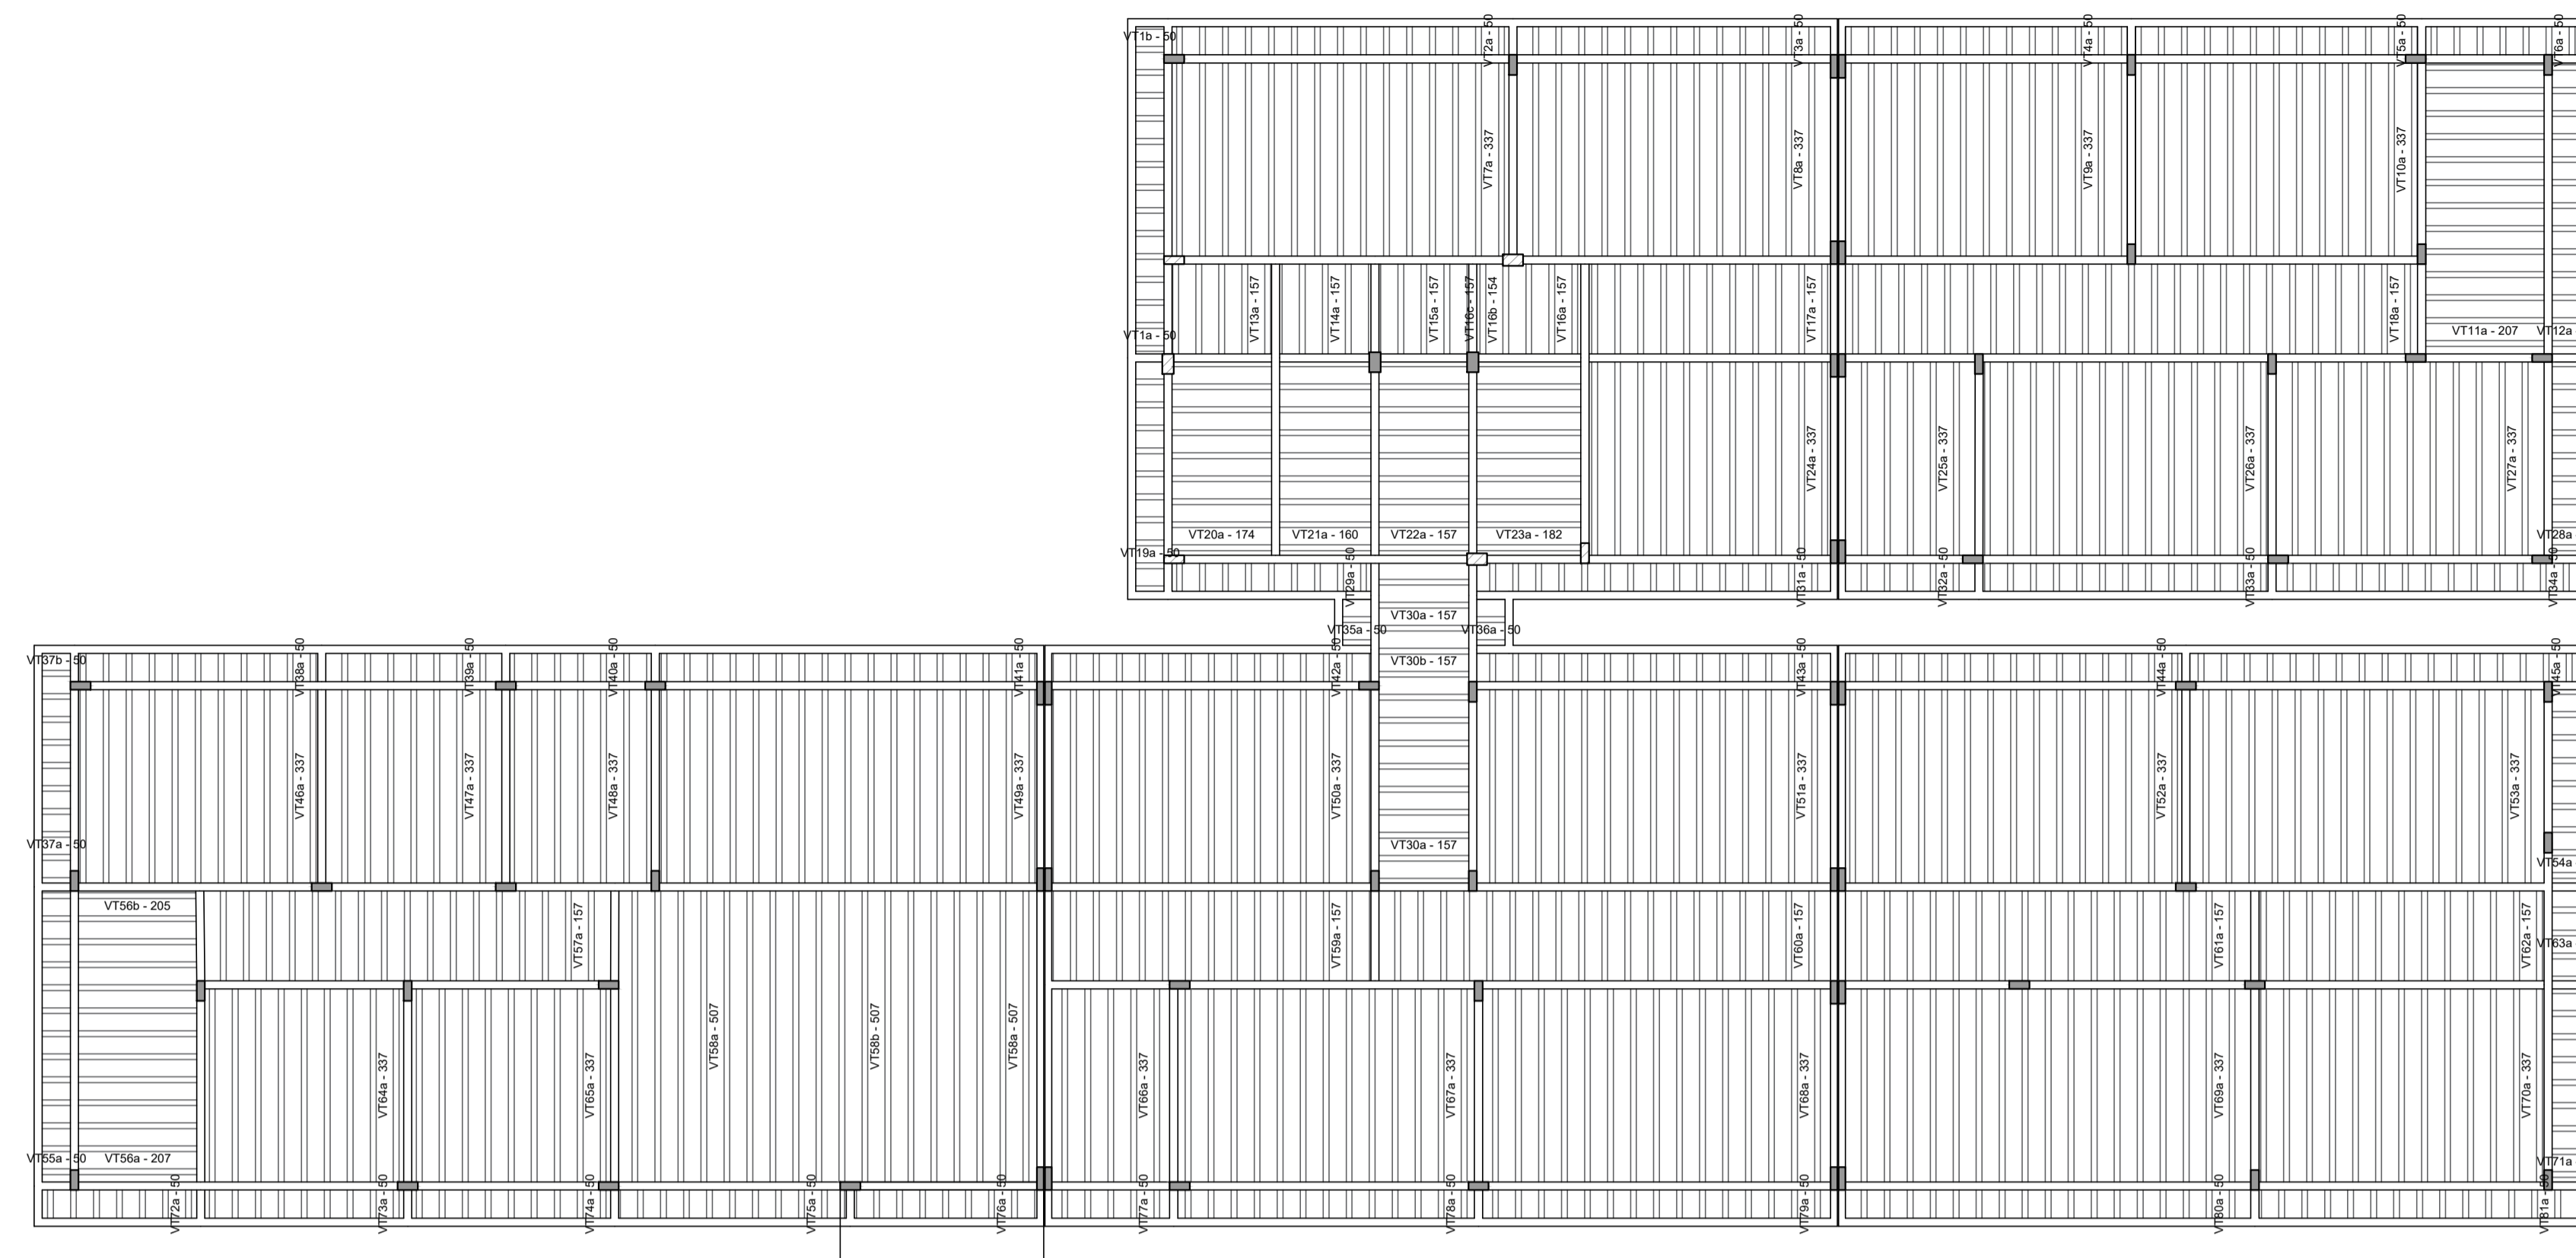 VT1b - 50
VT2a - 50
VT3a - 50
VT4a - 50
VT5a - 50
VT6a - 50
VT7a - 337
VT8a - 337
VT9a - 337
VT10a - 337
VT13a - 157
VT14a - 157
VT15a - 157
VT16c - 157
VT16b - 154
VT16a - 157
VT17a - 157
VT18a - 157
VT1a - 50
VT11a - 207
VT12a
VT24a - 337
VT25a - 337
VT26a - 337
VT27a - 337
VT20a - 174
VT21a - 160
VT22a - 157
VT23a - 182
VT28a
VT19a - 50
VT29a - 50
VT31a - 50
VT32a - 50
VT33a - 50
VT34a - 50
VT30a - 157
VT35a - 50
VT36a - 50
VT37b - 50
VT38a - 50
VT39a - 50
VT40a - 50
VT41a - 50
VT42a - 50
VT30b - 157
VT43a - 50
VT44a - 50
VT45a - 50
VT46a - 337
VT47a - 337
VT48a - 337
VT49a - 337
VT50a - 337
VT51a - 337
VT52a - 337
VT53a - 337
VT37a - 50
VT30a - 157
VT54a
VT56b - 205
VT57a - 157
VT59a - 157
VT60a - 157
VT61a - 157
VT62a - 157
VT63a
VT58a - 507
VT58b - 507
VT58a - 507
VT64a - 337
VT65a - 337
VT66a - 337
VT67a - 337
VT68a - 337
VT69a - 337
VT70a - 337
VT55a - 50
VT56a - 207
VT71a
VT72a - 50
VT73a - 50
VT74a - 50
VT75a - 50
VT76a - 50
VT77a - 50
VT78a - 50
VT79a - 50
VT80a - 50
VT81a - 50